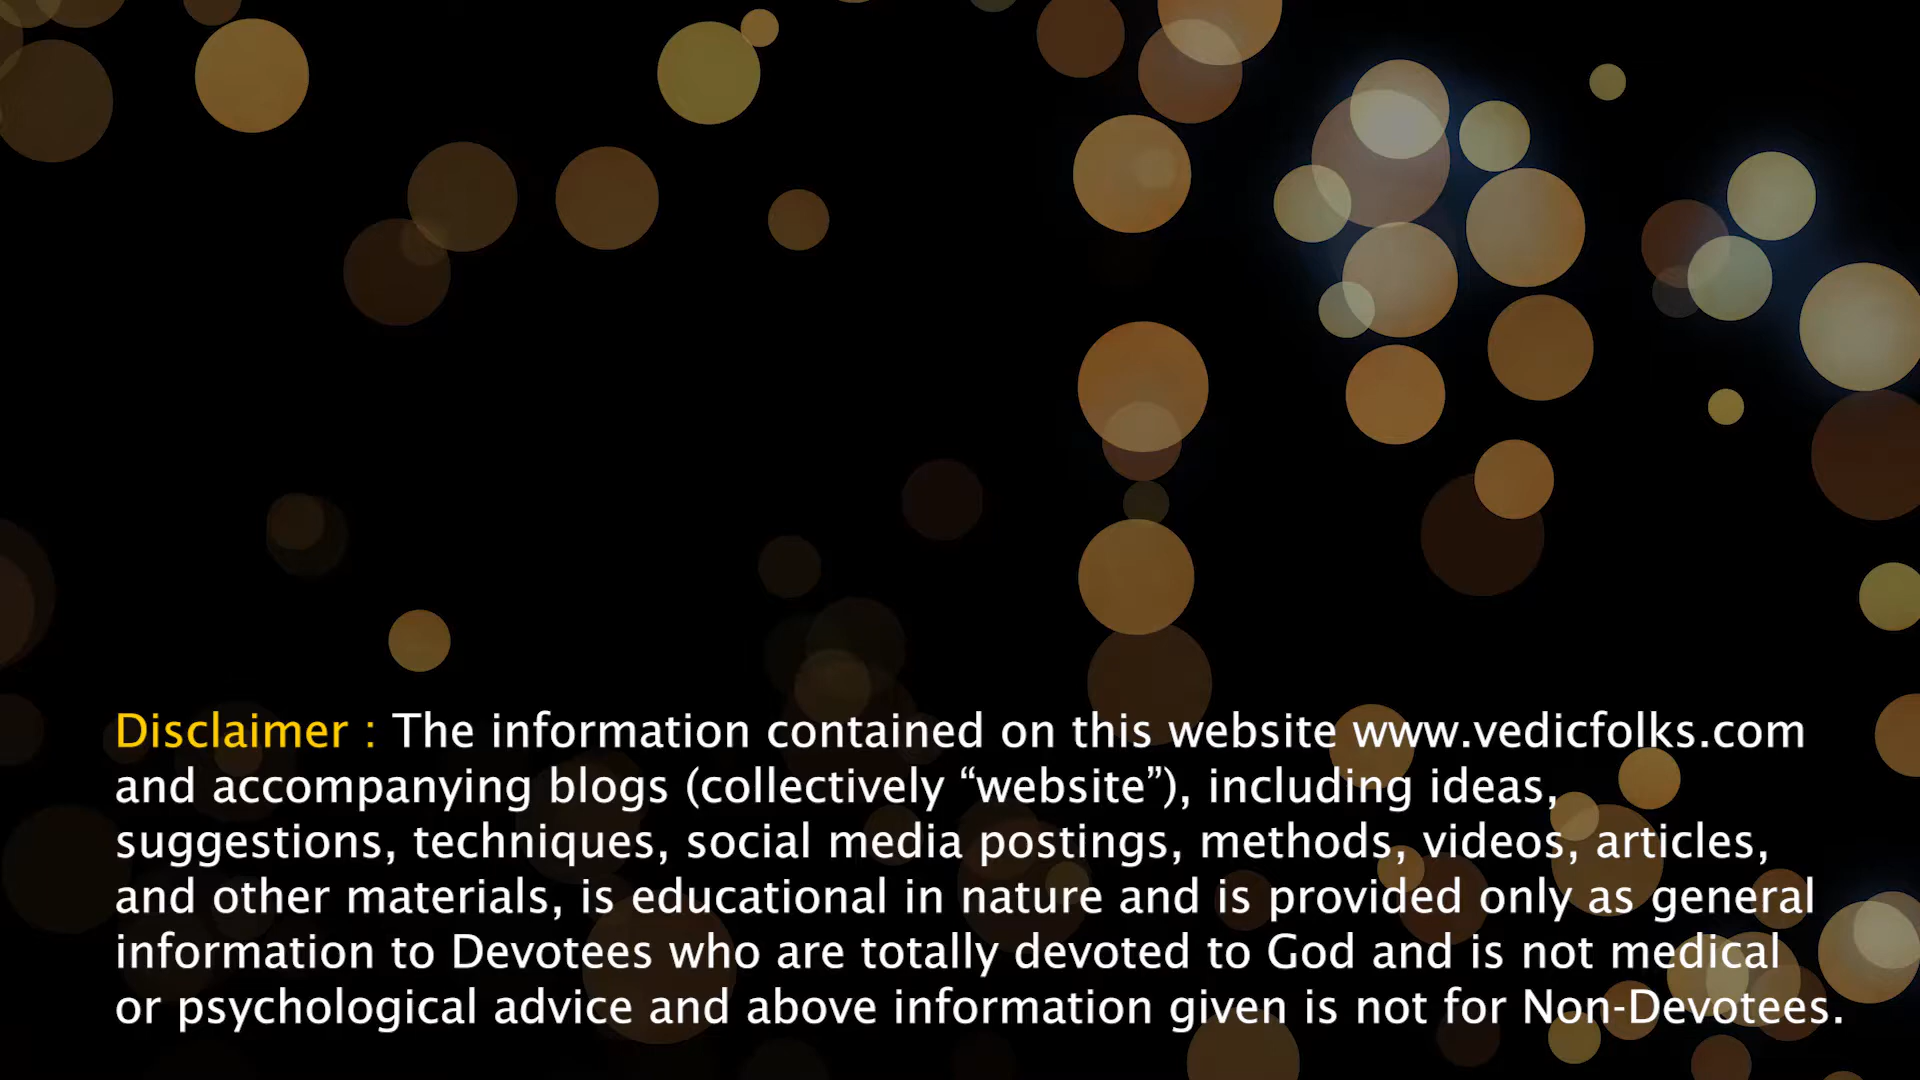 Disclaimer : The information contained on this website www.vedicfolks.com
and accompanying blogs (collectively “website”), including ideas,
suggestions, techniques, social media postings, methods, videos, articles,
and other materials, is educational in nature and is provided only as general
information to Devotees who are totally devoted to God and is not medical
or psychological advice and above information given is not for Non-Devotees.